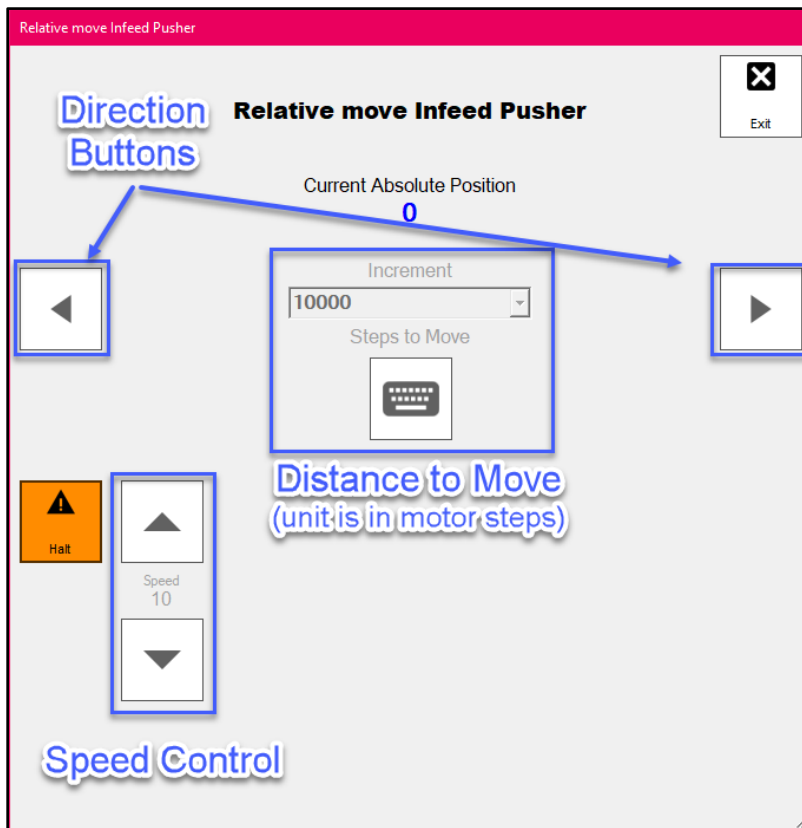 Relative move Infeed Pusher
Exit
Direction
Buttons
Relative move Infeed Pusher
Current Absolute Position
0
Increment
10000
Steps to Move
Distance to Move
(unit is in motor steps)
Halt
Speed
10
Speed Control